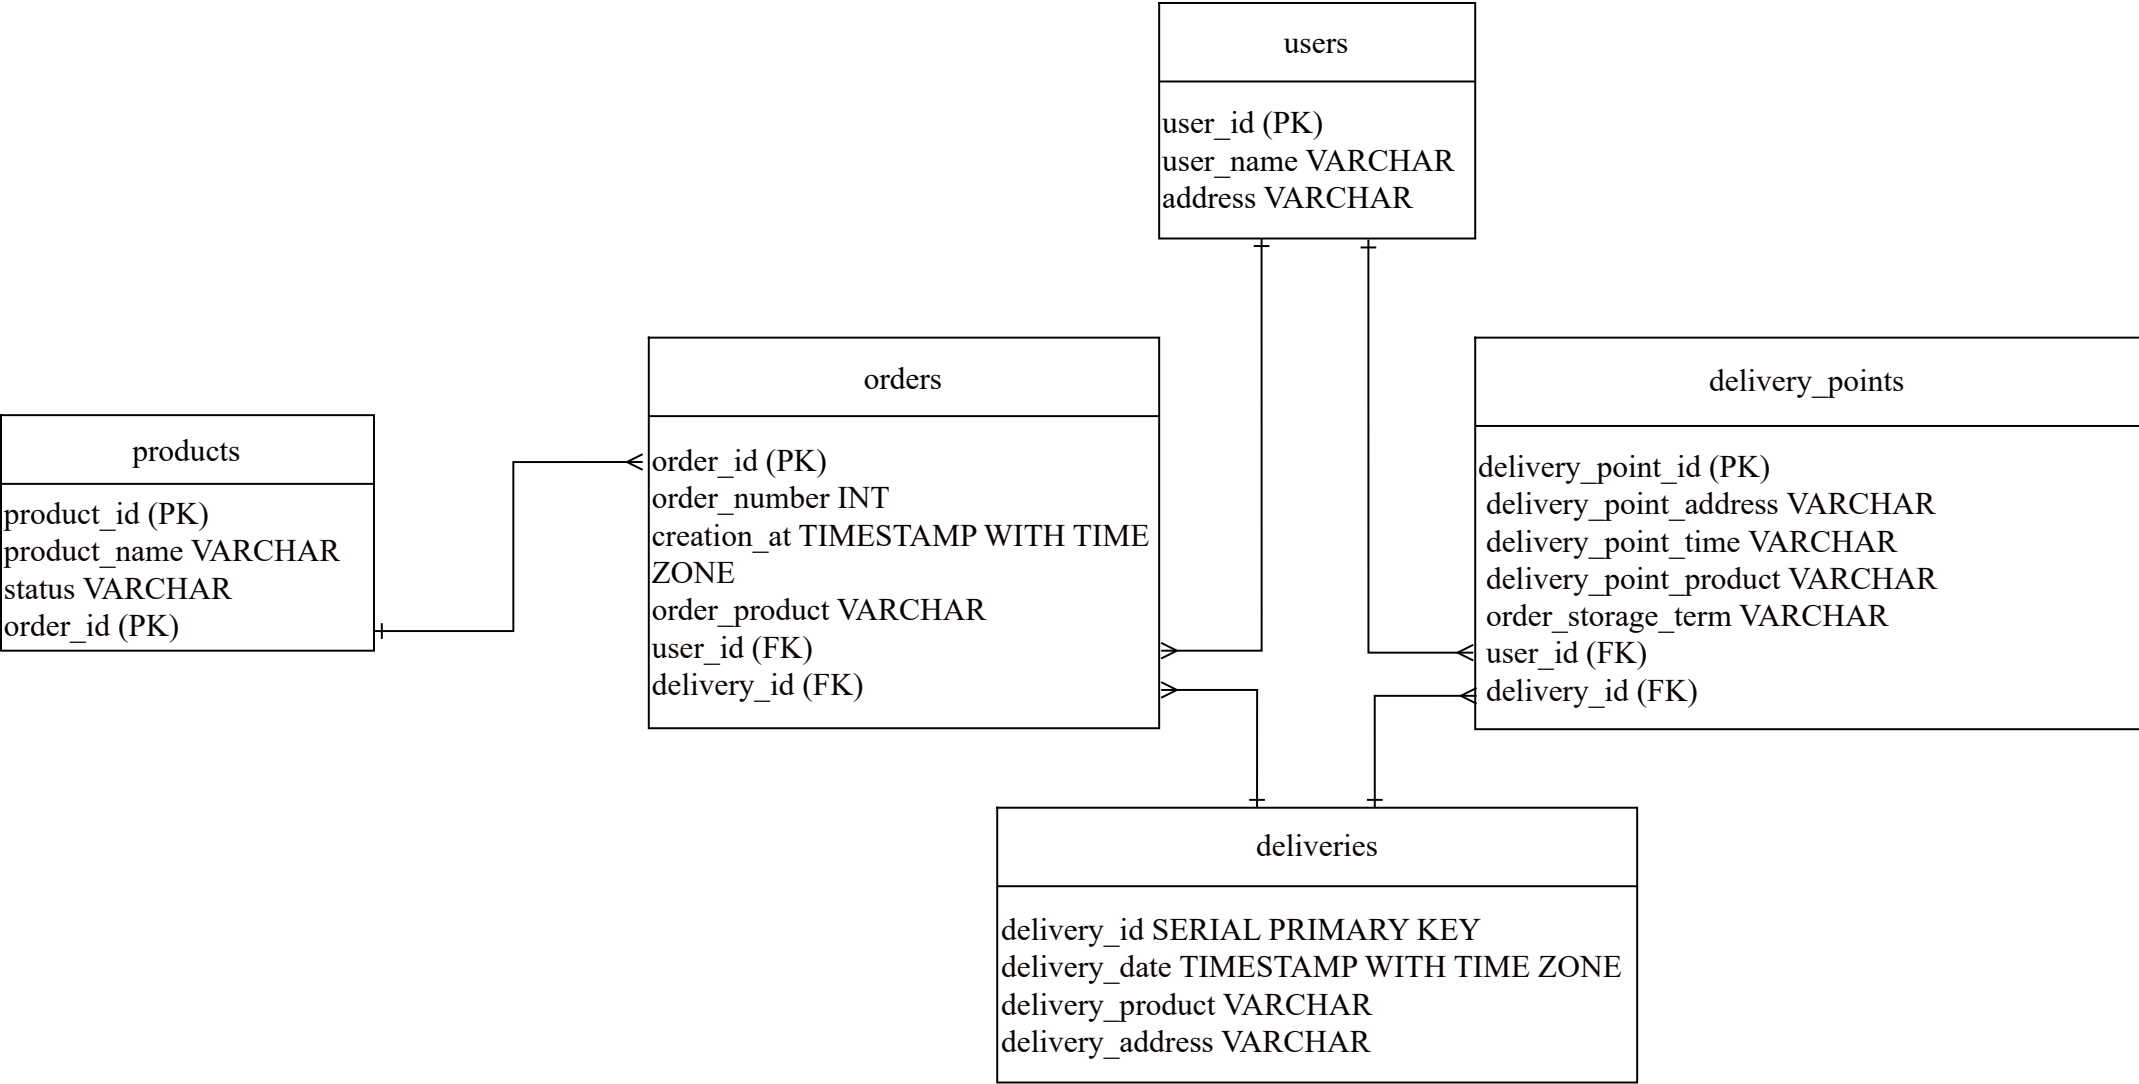 users
user_id (PK)
user_name VARCHAR
address VARCHAR
products
product_id (PK)
product_name VARCHAR
status VARCHAR
order_id (PK)
orders
order_id (PK)
order_number INT
creation_at TIMESTAMP WITH TIME
ZONE
order_product VARCHAR
user_id (FK)
delivery_id (FK)
delivery_points
delivery_point_id (PK)
delivery_point_address VARCHAR
delivery_point_time VARCHAR
delivery_point_product VARCHAR
order_storage_term VARCHAR
user_id (FK)
delivery_id (FK)
deliveries
delivery_id SERIAL PRIMARY KEY
delivery_date TIMESTAMP WITH TIME ZONE
delivery_product VARCHAR
delivery_address VARCHAR